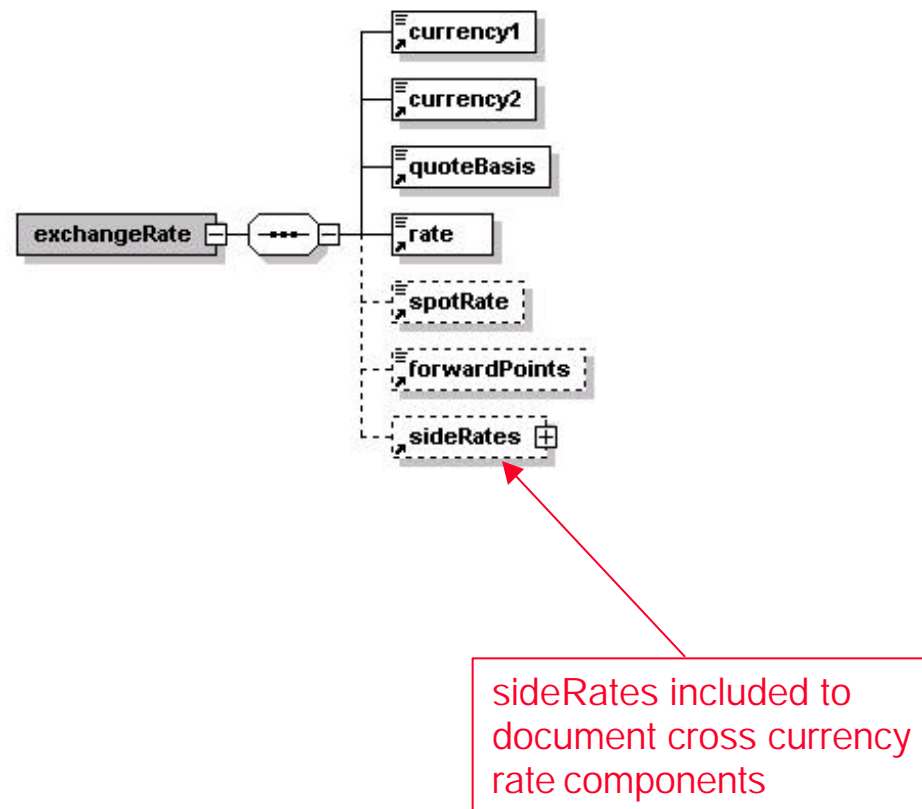 currency1
currency2
quoteBasis
exchangeRate
rate
spotRate
forwardPoints
sideRates
sideRates included to
document cross currency
rate components